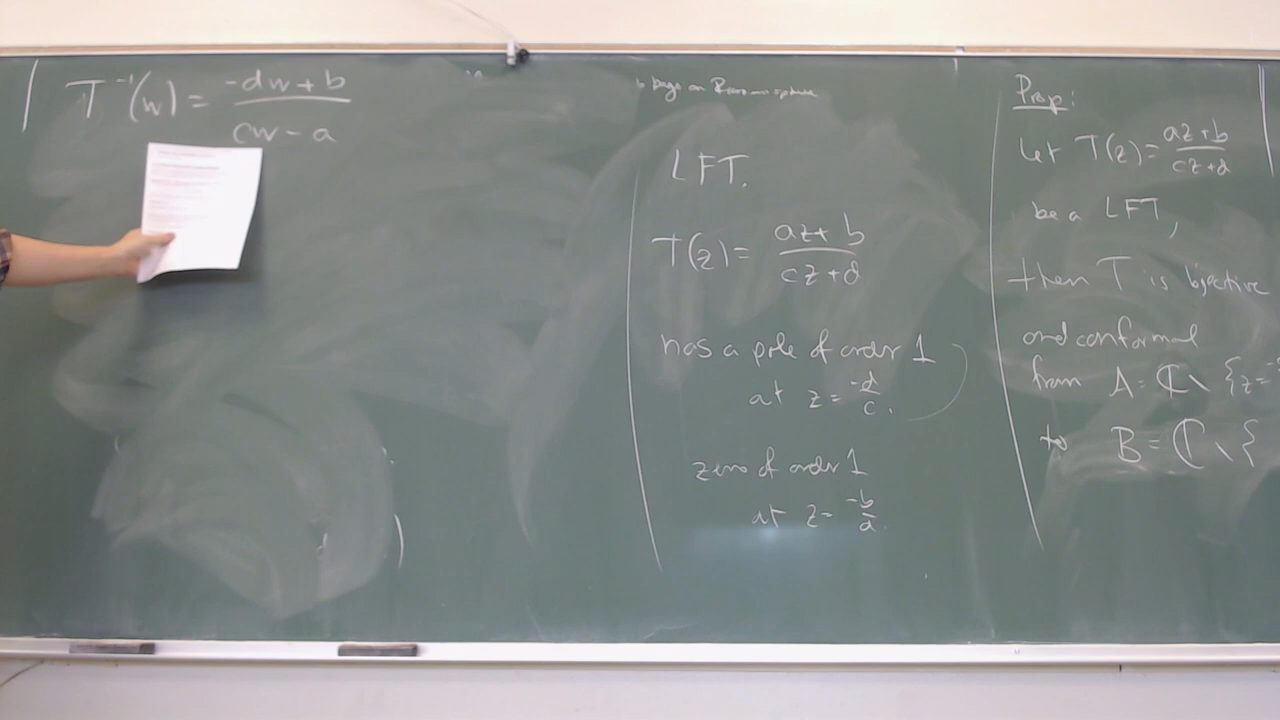 T⁻¹(w) = (-dw + b)/(cw - a)
LFT.
T(z) = (az + b)/(cz + d)
has a pole of order 1
at z = -d/c.
zero of order 1
at z = -b/a
Prop:
Let T(z) = (az + b)/(cz + d)
be a LFT,
then T is bijective
and conformal
from A = ℂ \ {z = -
to B = ℂ \ {